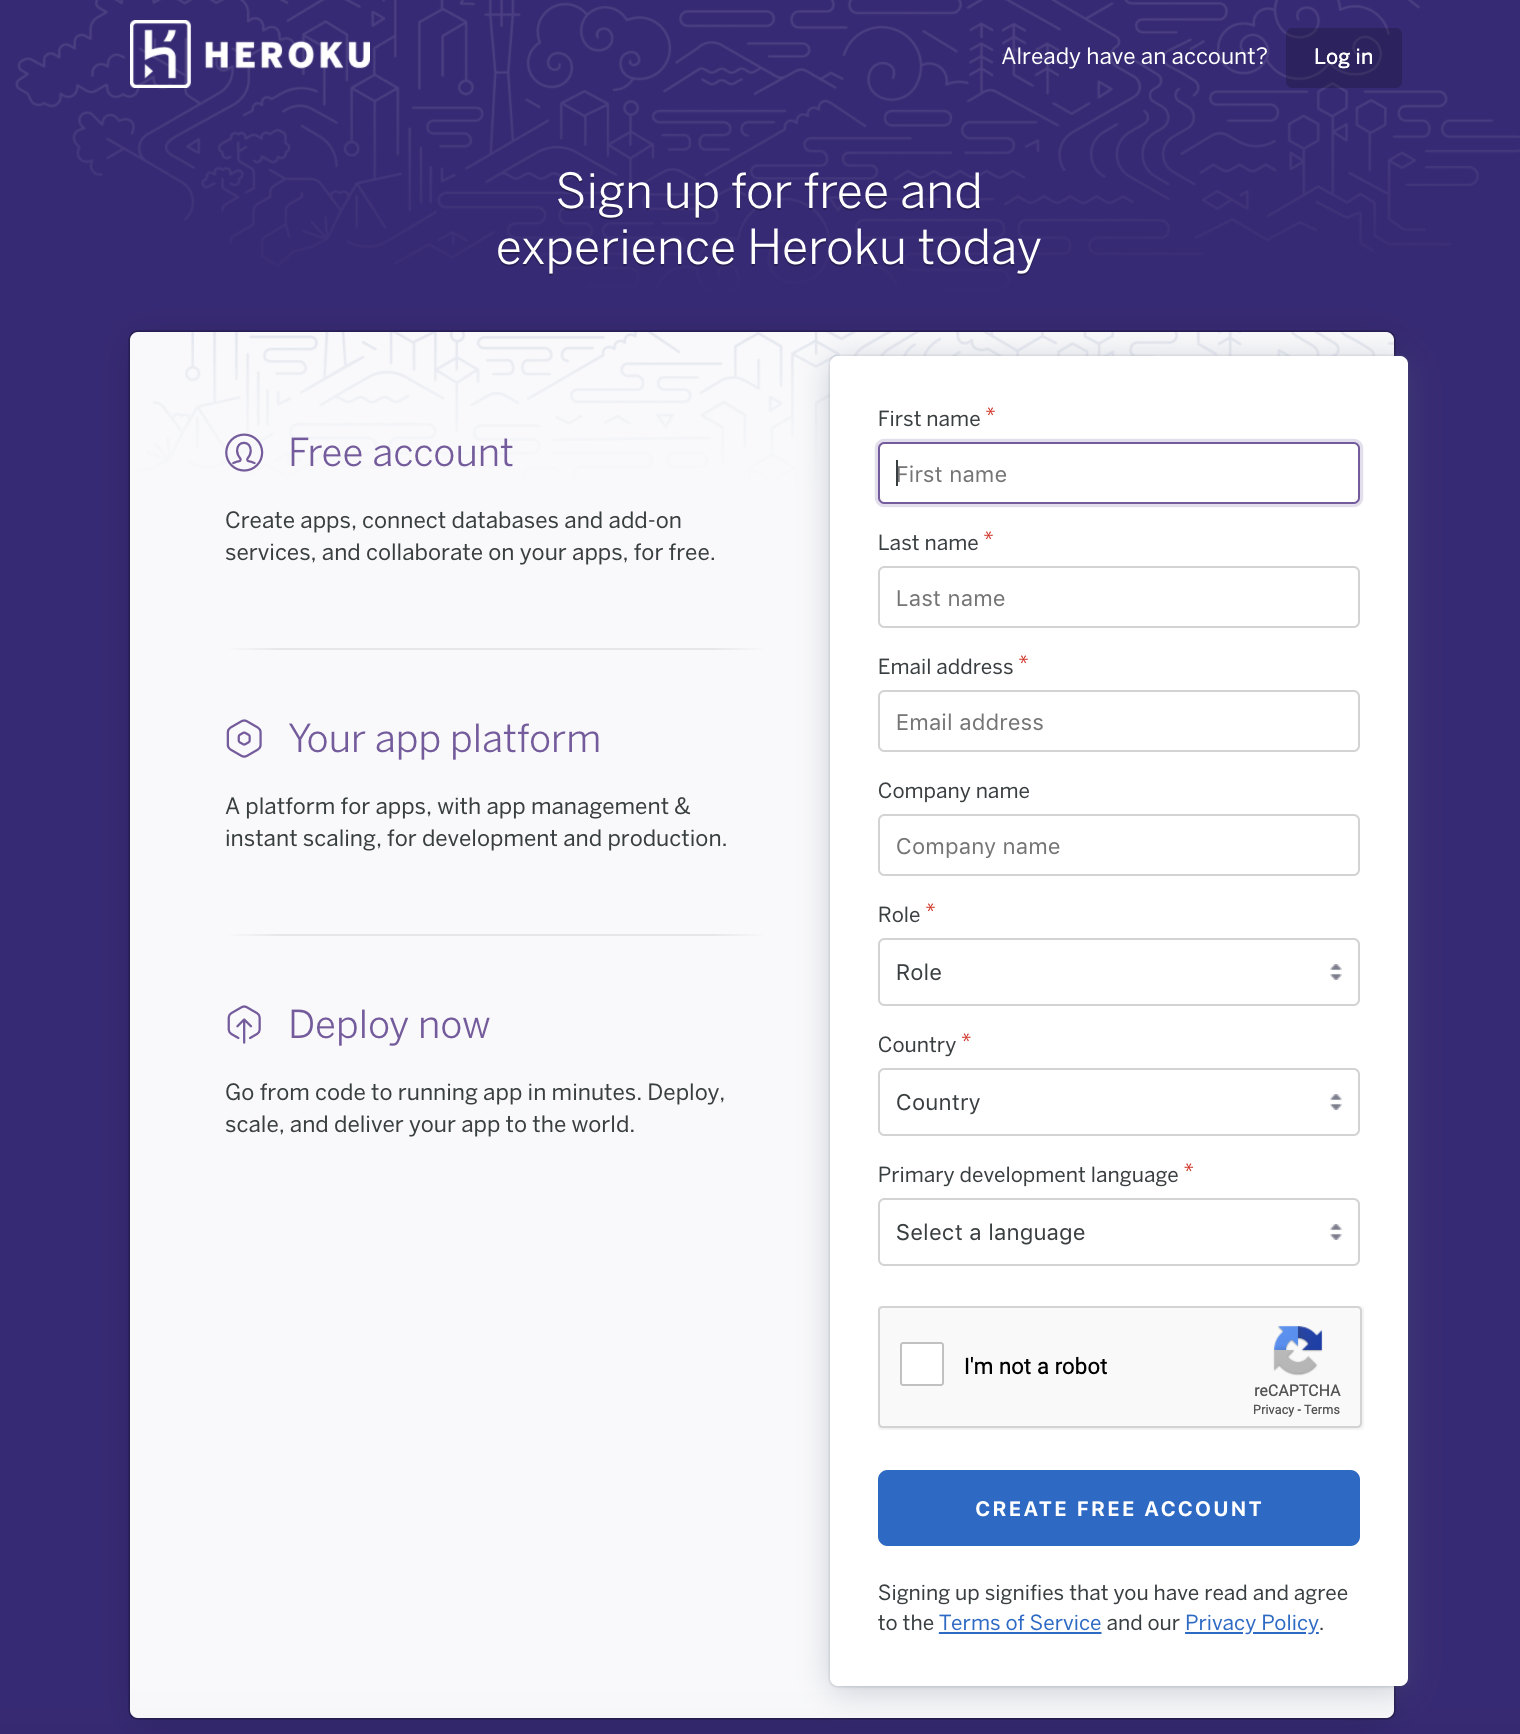 HEROKU
Already have an account?
Log in
Sign up for free and
experience Heroku today
Free account
Create apps, connect databases and add-on
services, and collaborate on your apps, for free.
Your app platform
A platform for apps, with app management &
instant scaling, for development and production.
Deploy now
Go from code to running app in minutes. Deploy,
scale, and deliver your app to the world.
First name *
First name
Last name *
Last name
Email address *
Email address
Company name
Company name
Role *
Role
Country *
Country
Primary development language *
Select a language
I'm not a robot
reCAPTCHA
Privacy - Terms
CREATE FREE ACCOUNT
Signing up signifies that you have read and agree
to the Terms of Service and our Privacy Policy.